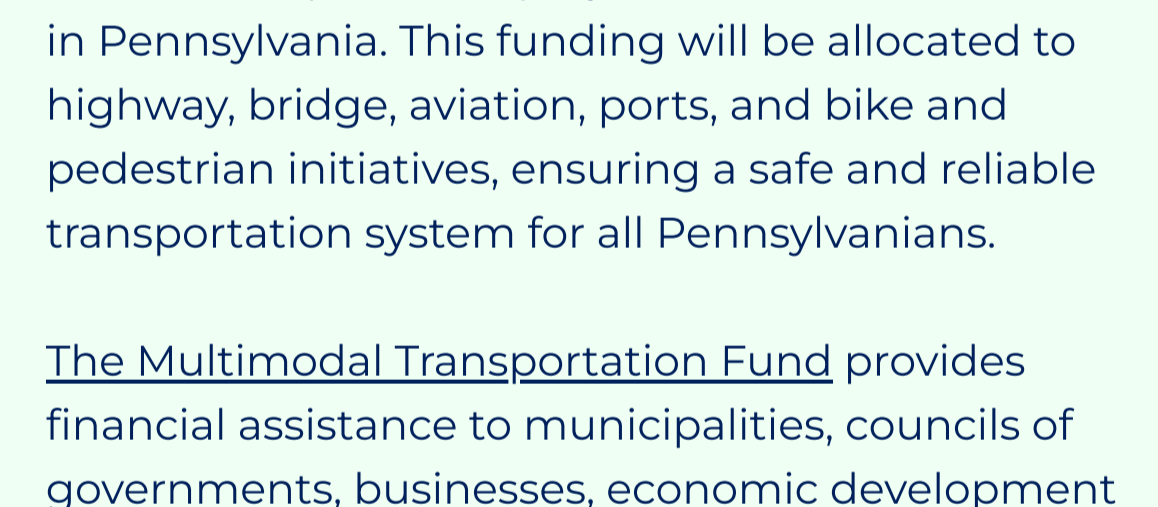 in Pennsylvania. This funding will be allocated to
highway, bridge, aviation, ports, and bike and
pedestrian initiatives, ensuring a safe and reliable
transportation system for all Pennsylvanians.
The Multimodal Transportation Fund provides
financial assistance to municipalities, councils of
governments, businesses, economic development